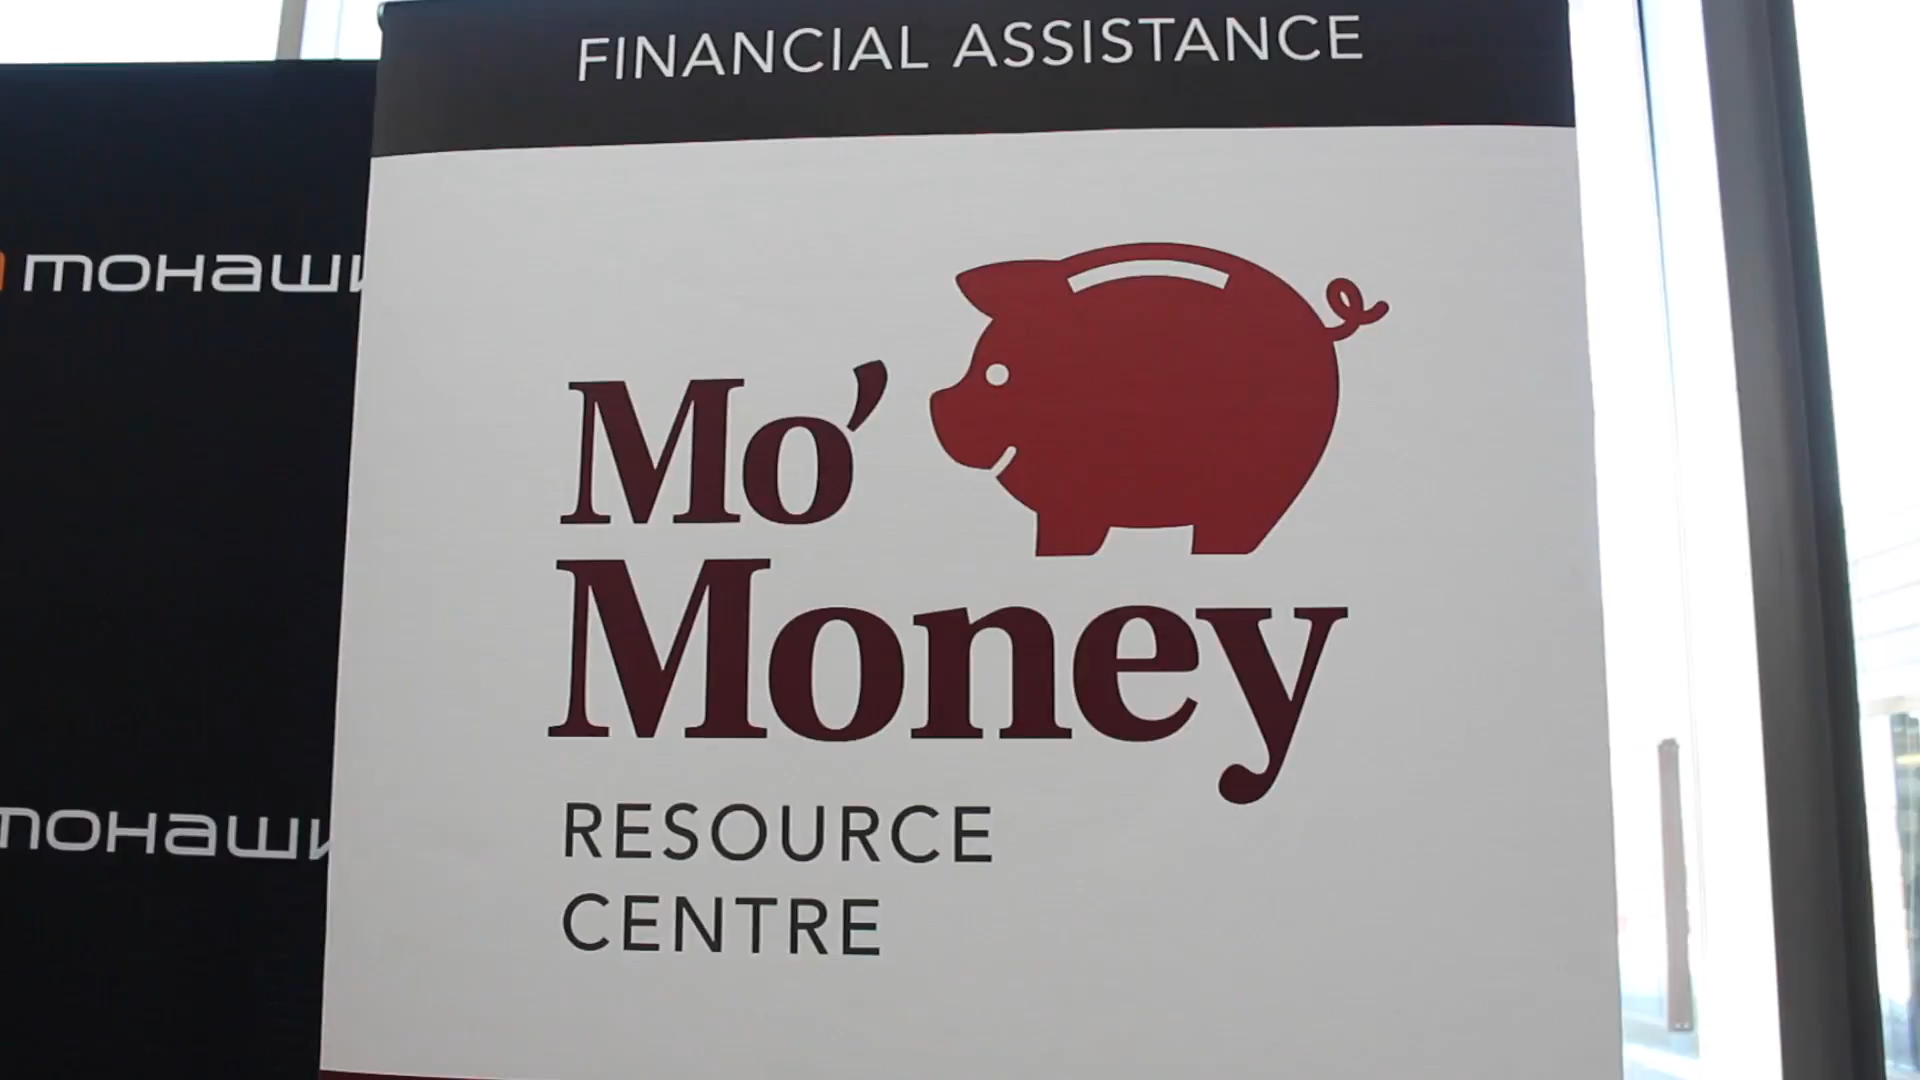 FINANCIAL ASSISTANCE
Mo'
Money
RESOURCE
CENTRE